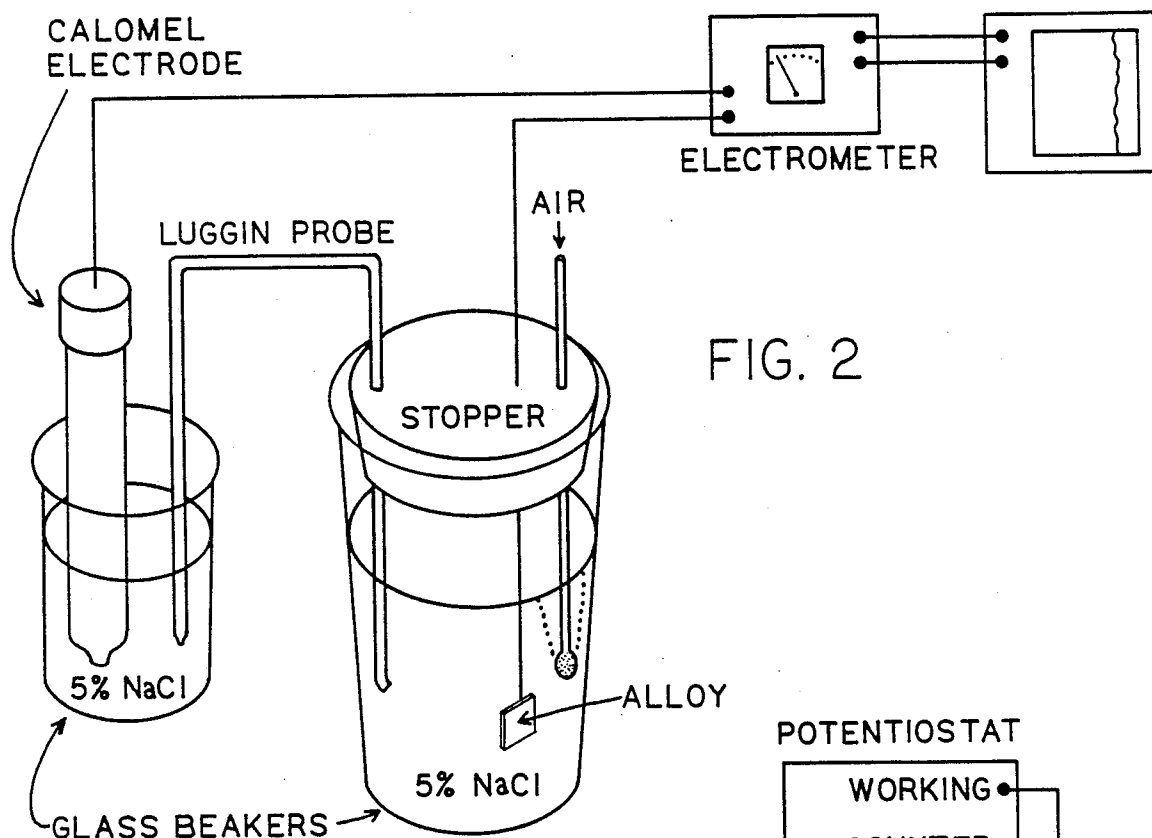 CALOMEL
ELECTRODE
ELECTROMETER
AIR
LUGGIN PROBE
FIG. 2
STOPPER
5% NaCl
ALLOY
5% NaCl
GLASS BEAKERS
POTENTIOSTAT
WORKING